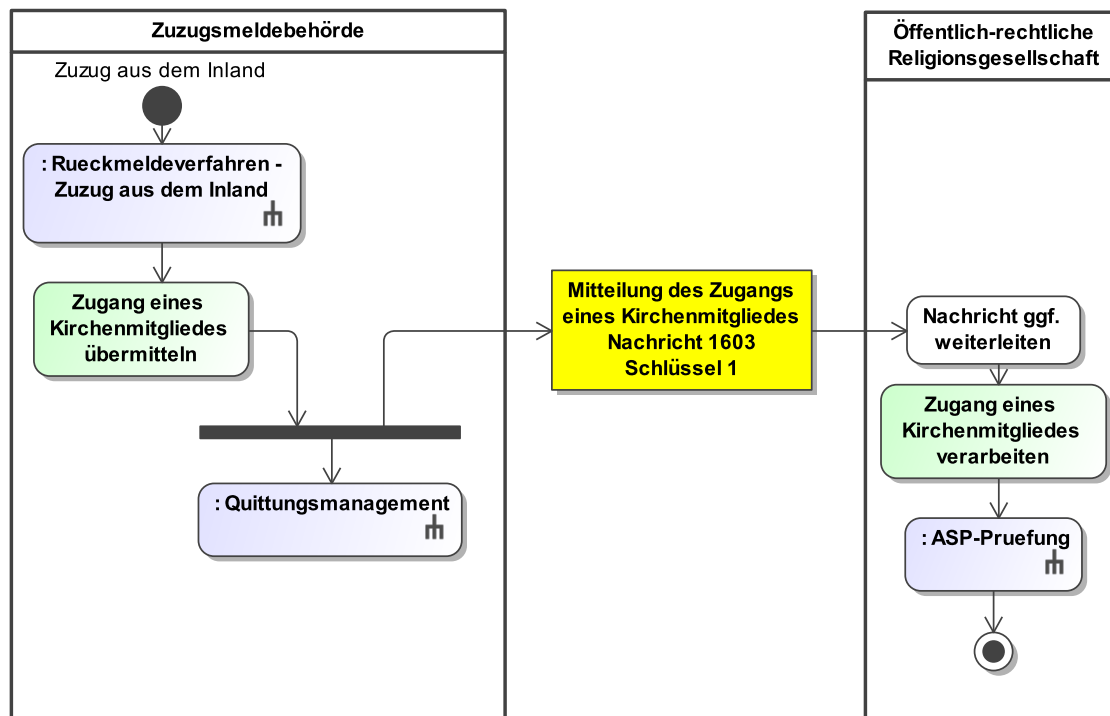 Zuzugsmeldebehörde
Zuzug aus dem Inland
: Rueckmeldeverfahren -
Zuzug aus dem Inland
Zugang eines
Kirchenmitgliedes
übermitteln
: Quittungsmanagement
Mitteilung des Zugangs
eines Kirchenmitgliedes
Nachricht 1603
Schlüssel 1
Öffentlich-rechtliche
Religionsgesellschaft
Nachricht ggf.
weiterleiten
Zugang eines
Kirchenmitgliedes
verarbeiten
: ASP-Pruefung